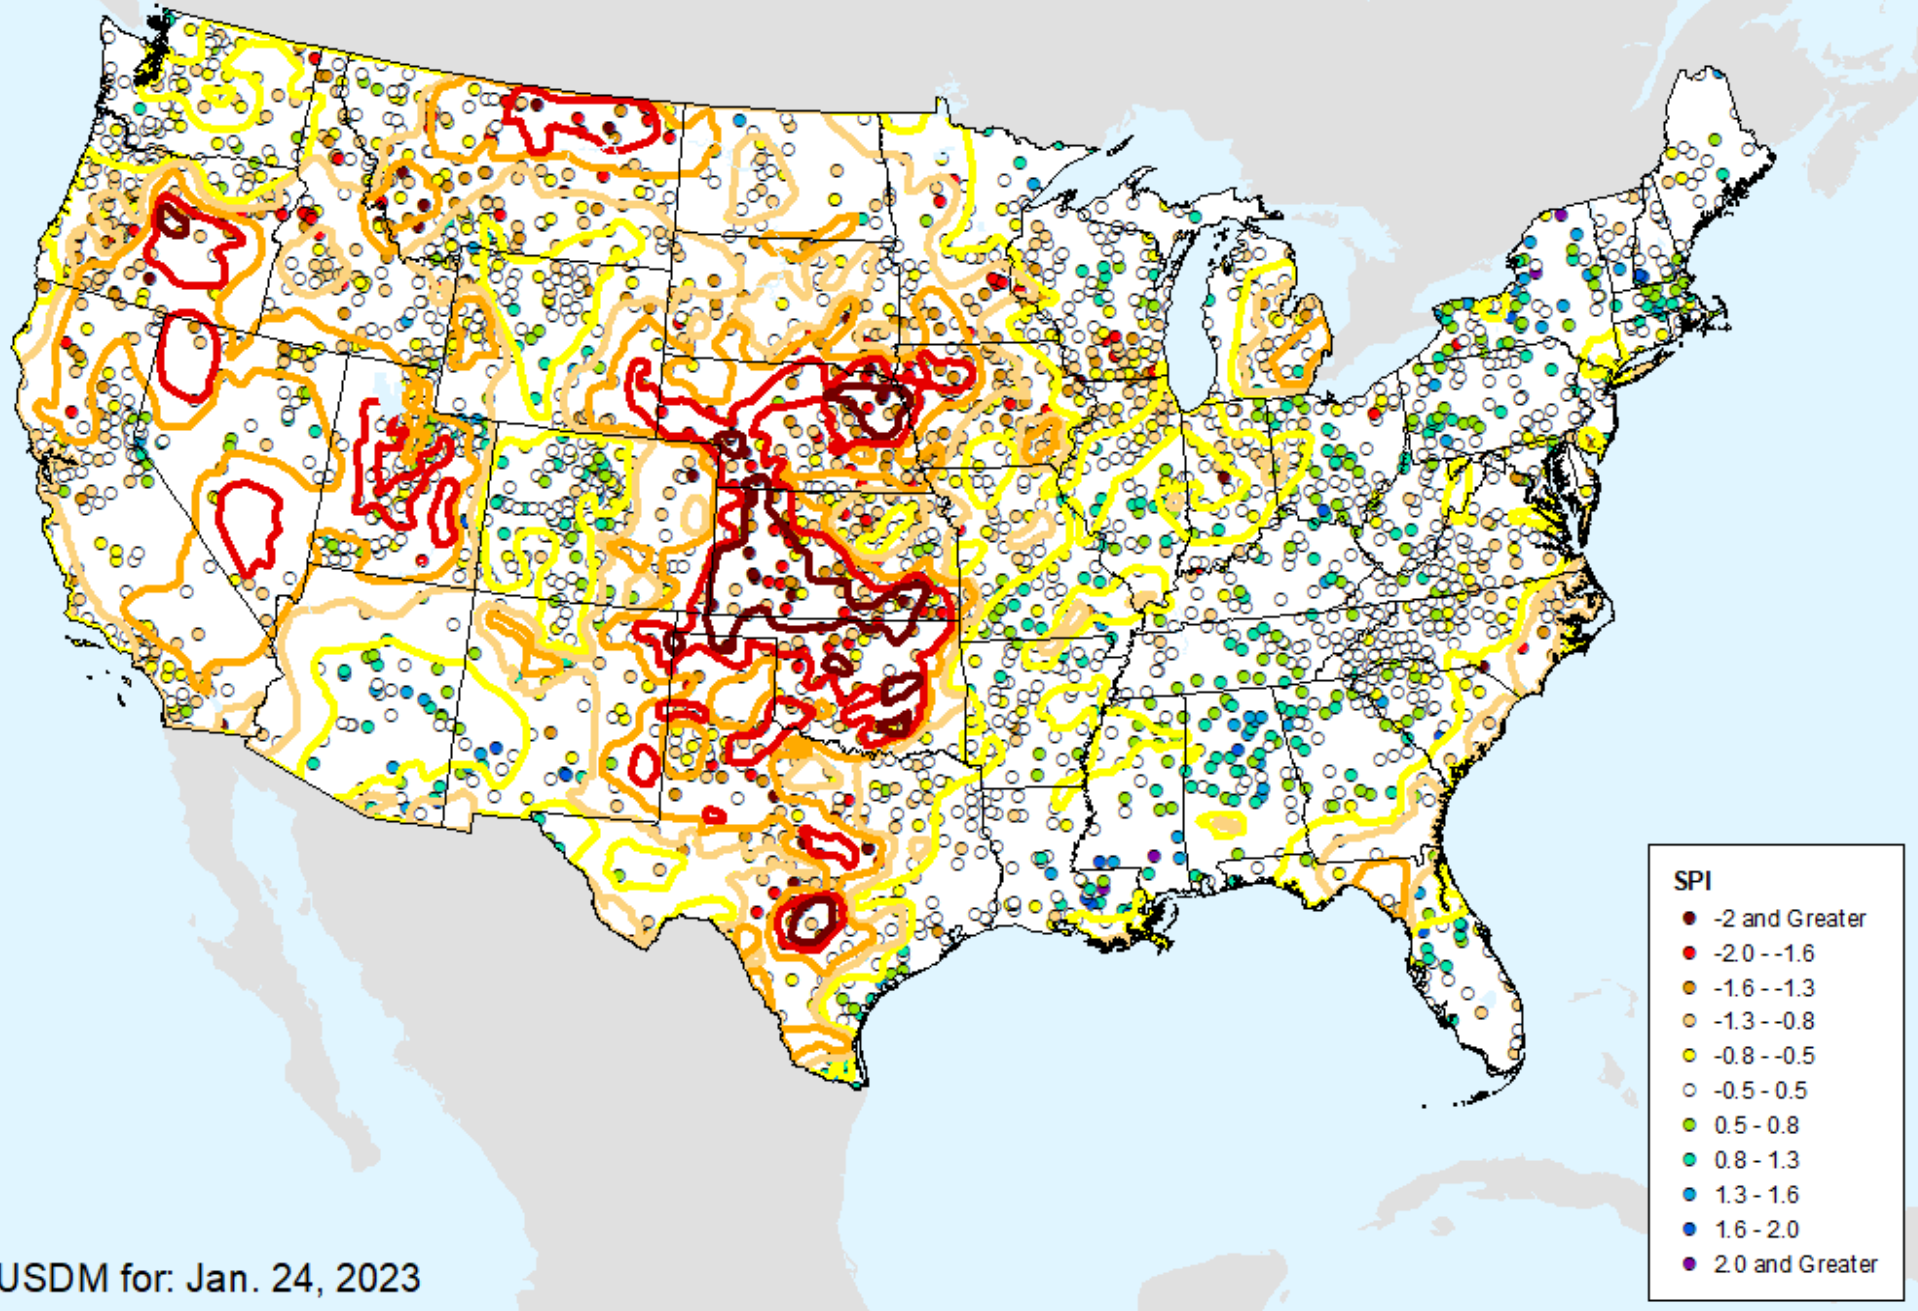 SPI
-2 and Greater
-2.0 - -1.6
-1.6 - -1.3
-1.3 - -0.8
-0.8 - -0.5
-0.5 - 0.5
0.5 - 0.8
0.8 - 1.3
1.3 - 1.6
1.6 - 2.0
2.0 and Greater
USDM for: Jan. 24, 2023